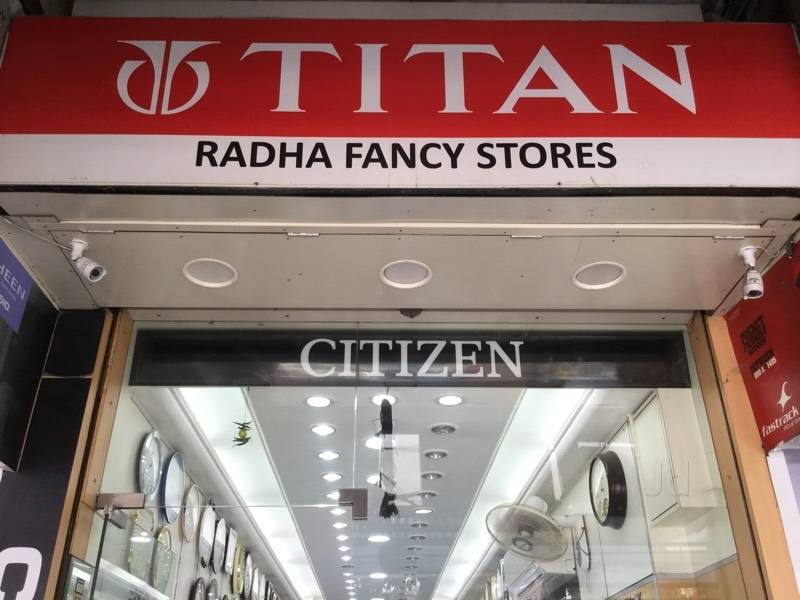 TITAN
RADHA FANCY STORES
CITIZEN
fastrack